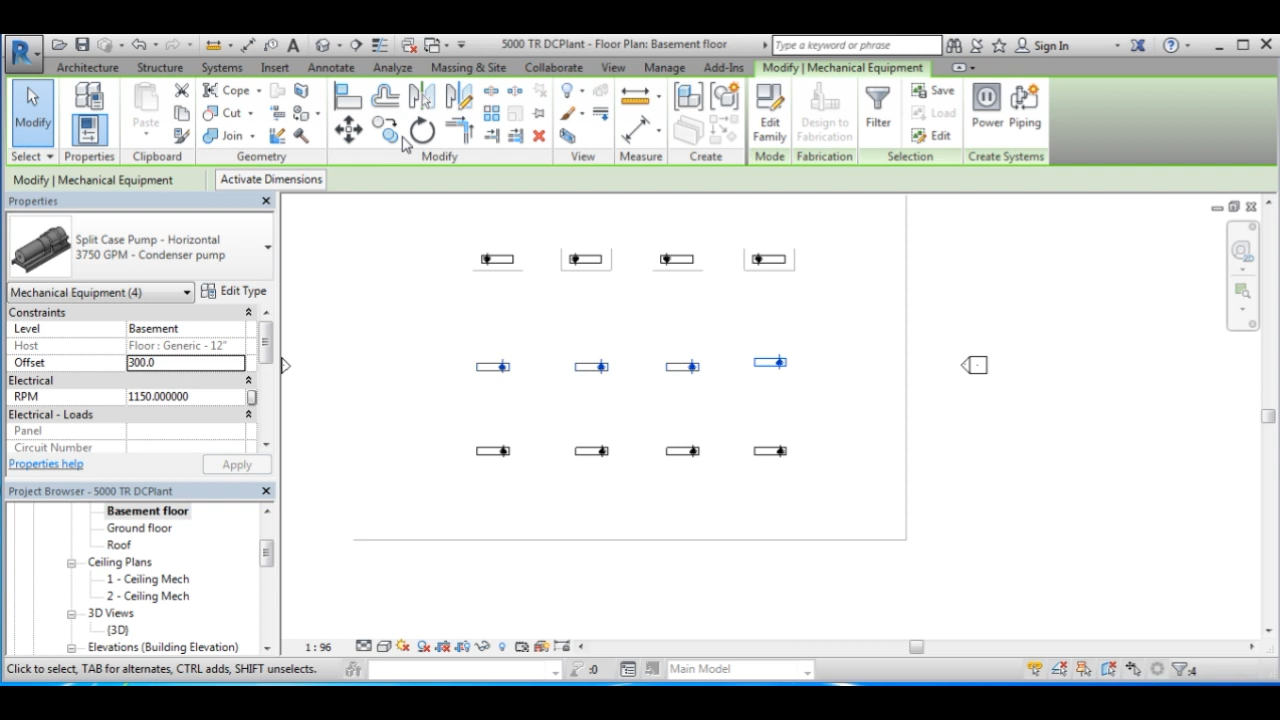 5000 TR DCPlant - Floor Plan: Basement floor
Type a keyword or phrase
Sign In
Architecture Structure Systems Insert Annotate Analyze Massing & Site Collaborate View Manage Add-Ins Modify | Mechanical Equipment
Modify
Paste
Cope
Cut
Join
Edit Family
Design to Fabrication
Filter
Save
Load
Edit
Power Piping
Select Properties Clipboard Geometry Modify View Measure Create Mode Fabrication Selection Create Systems
Modify | Mechanical Equipment Activate Dimensions
Properties
Split Case Pump - Horizontal
3750 GPM - Condenser pump
Mechanical Equipment (4) Edit Type
Constraints
Level Basement
Host Floor : Generic - 12"
Offset 300.0
Electrical
RPM 1150.000000
Electrical - Loads
Panel
Circuit Number
Properties help Apply
Project Browser - 5000 TR DCPlant
Basement floor
Ground floor
Roof
Ceiling Plans
1 - Ceiling Mech
2 - Ceiling Mech
3D Views
{3D}
Elevations (Building Elevation)
1 : 96
Click to select, TAB for alternates, CTRL adds, SHIFT unselects.
:0
Main Model
:4